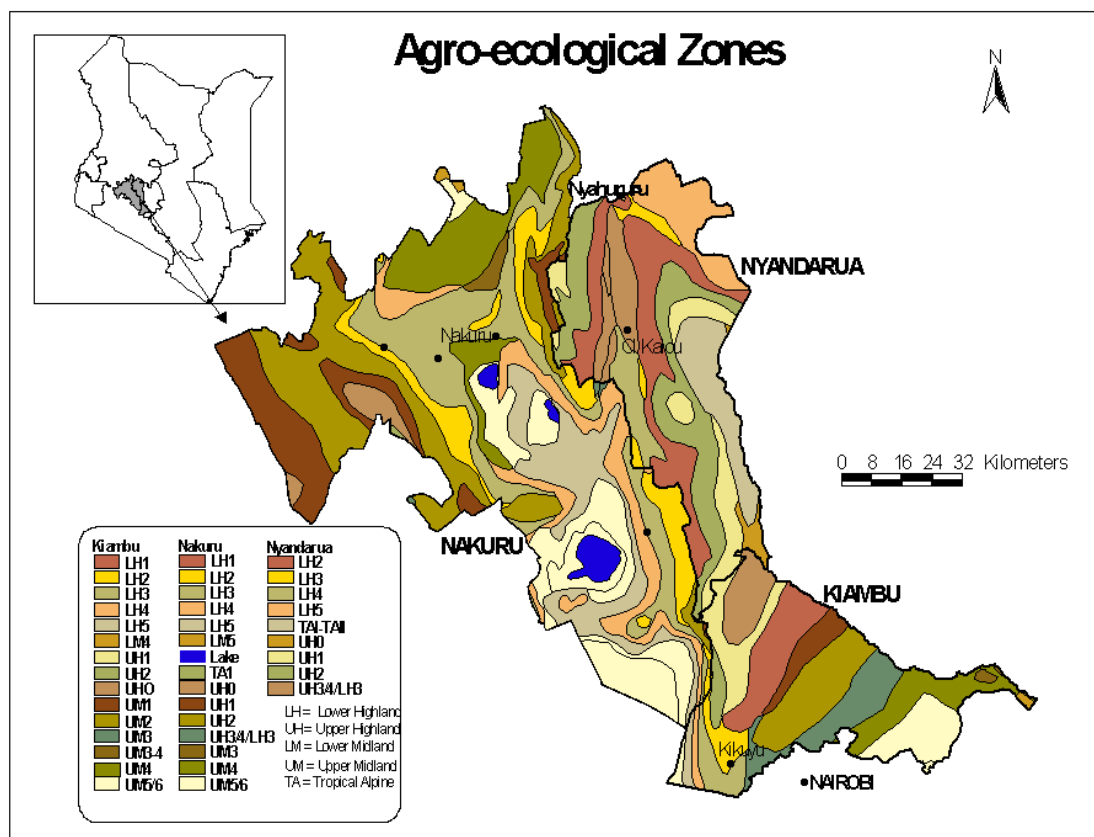 Agro-ecological Zones
N
Nyahururu
NYANDARUA
Nakuru
Ol Kalou
0 8 16 24 32 Kilometers
NAKURU
KIAMBU
Kikuyu
NAIROBI
Kiambu Nakuru Nyandarua
LH1 LH1 LH2
LH2 LH2 LH3
LH3 LH3 LH4
LH4 LH4 LH5
LH5 LH5 TAI-TAII
LM4 LM5 UH0
UH1 Lake UH1
UH2 TA1 UH2
UHO UH0 UH3/4/LH3
UM1 UH1
UM2 UH2
UM3 UH3/4/LH3
UM3-4 UM3
UM4 UM4
UM5/6 UM5/6
LH = Lower Highland
UH = Upper Highland
LM = Lower Midland
UM = Upper Midland
TA = Tropical Alpine